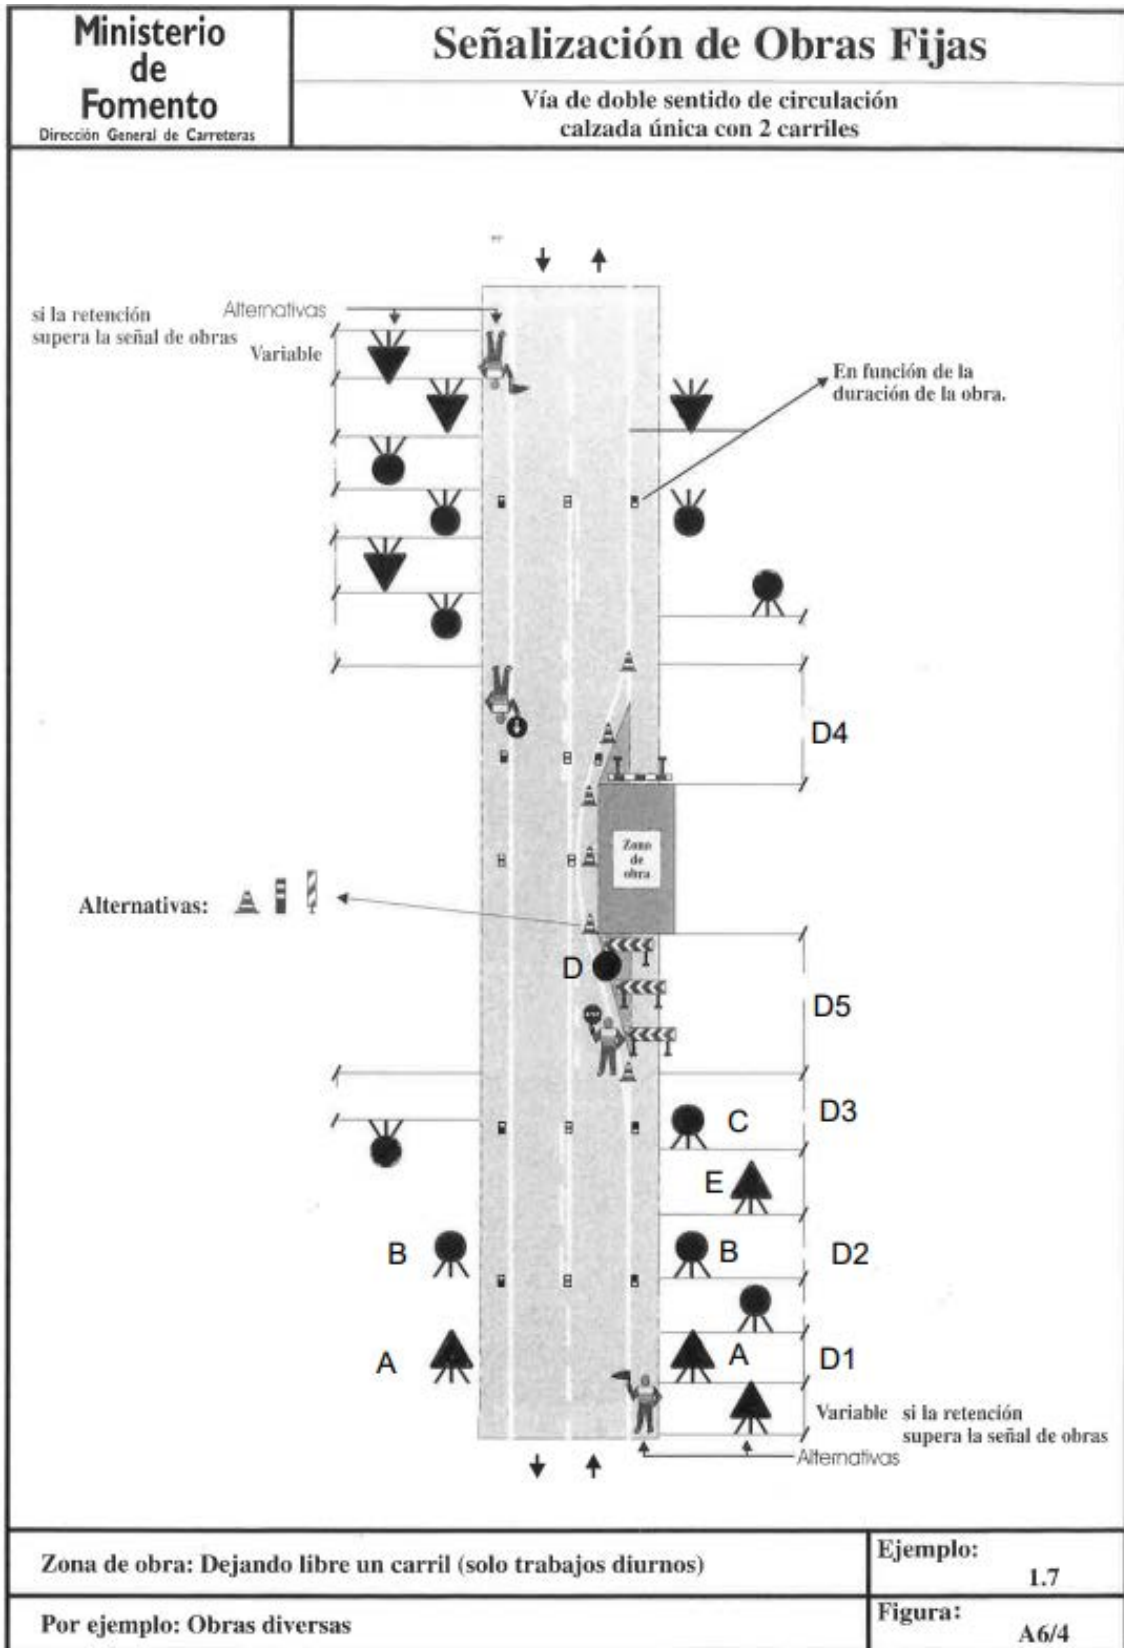 Ministerio
de
Fomento
Dirección General de Carreteras
Señalización de Obras Fijas
Vía de doble sentido de circulación
calzada única con 2 carriles
si la retención
supera la señal de obras
Alternativas
Variable
En función de la
duración de la obra.
D4
Zona
de
obra
Alternativas:
D
D5
STOP
D3
C
E
B
B
D2
A
A
D1
Variable
si la retención
supera la señal de obras
Alternativas
Zona de obra: Dejando libre un carril (solo trabajos diurnos)
Ejemplo:
1.7
Por ejemplo: Obras diversas
Figura:
A6/4